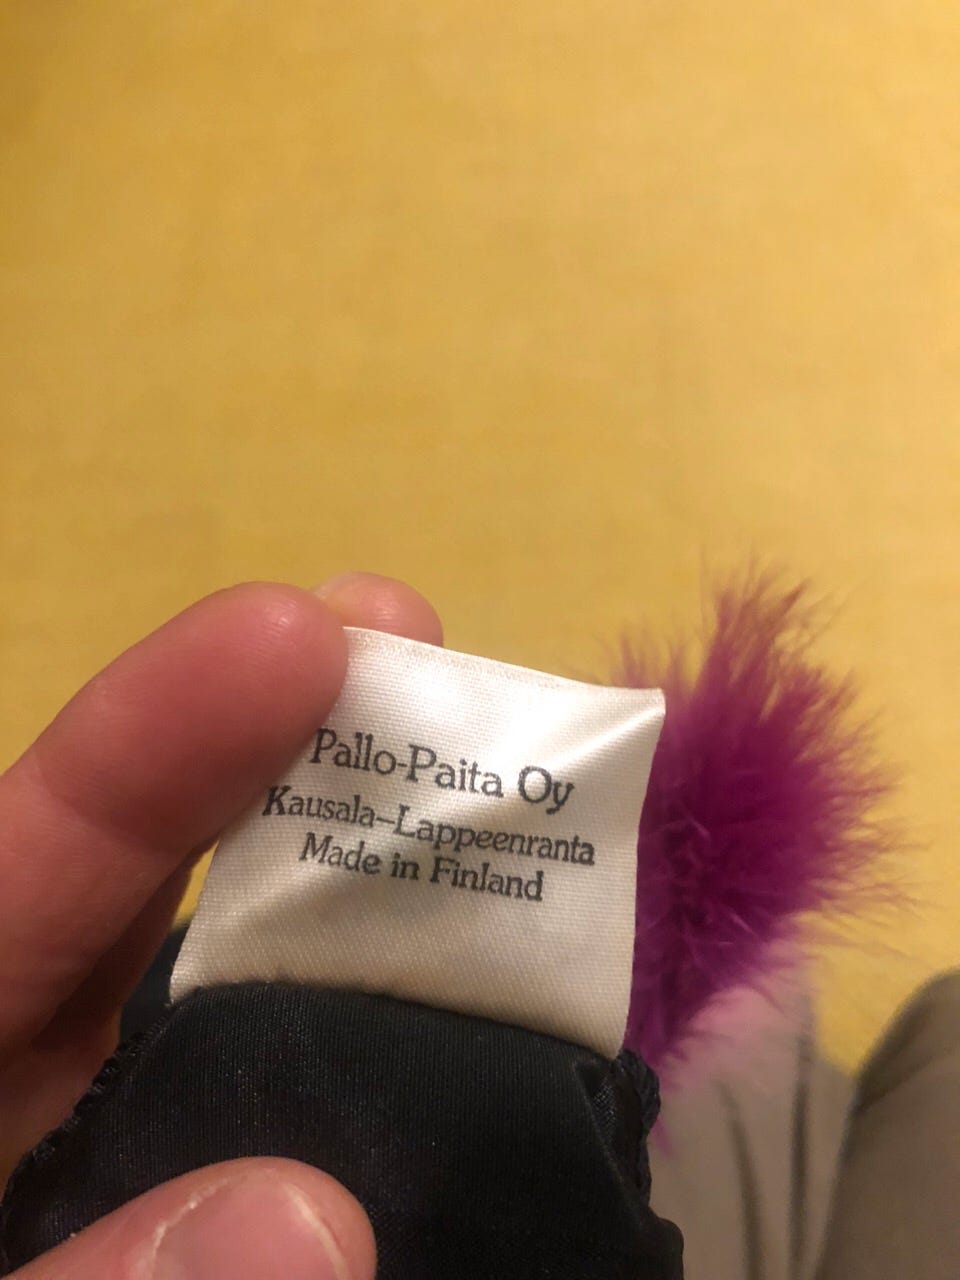 Pallo-Paita Oy
Kausala-Lappeenranta
Made in Finland